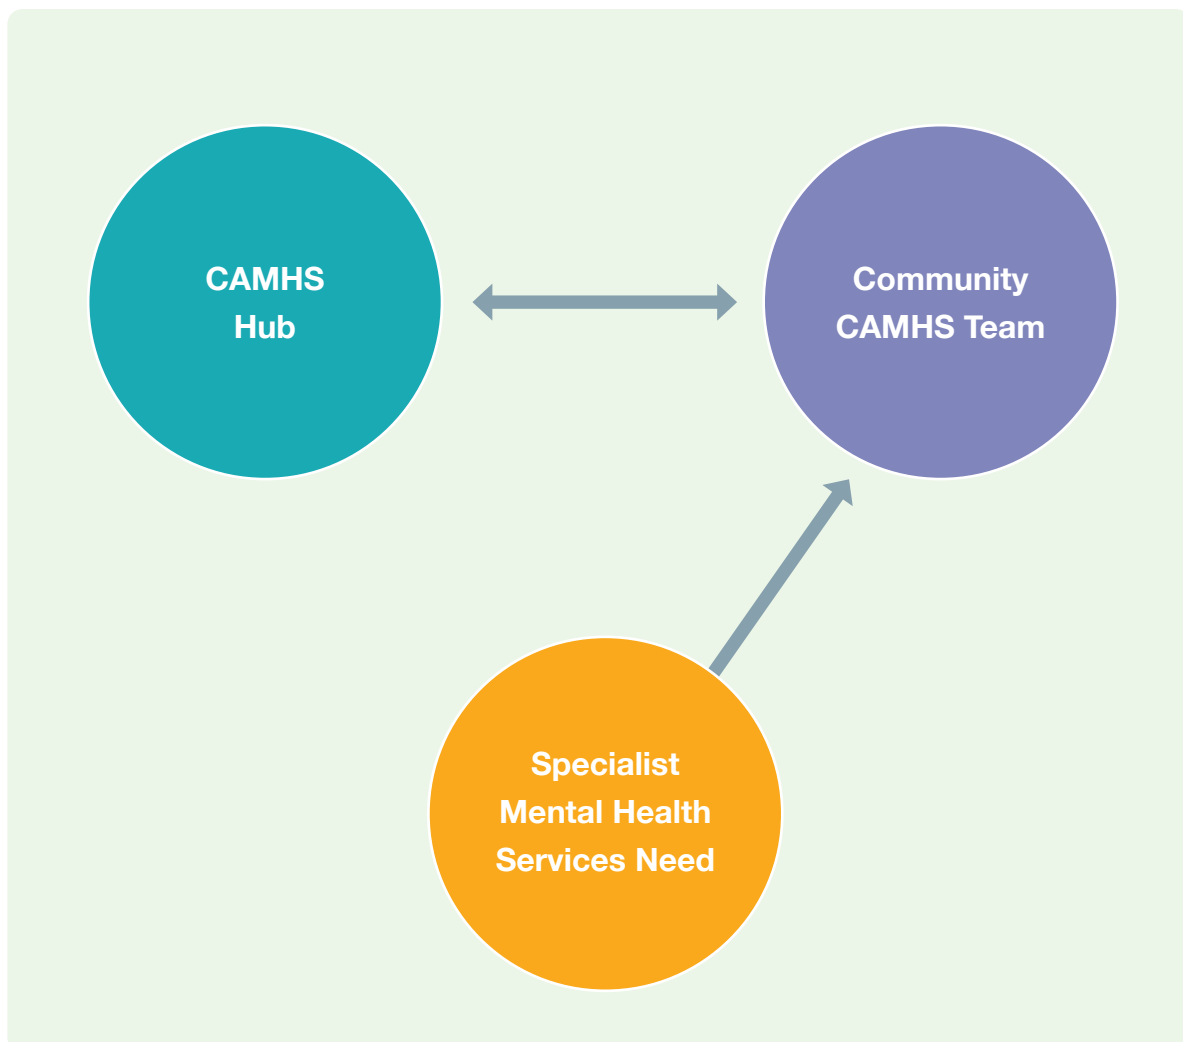 CAMHS
Hub
Community
CAMHS Team
Specialist
Mental Health
Services Need